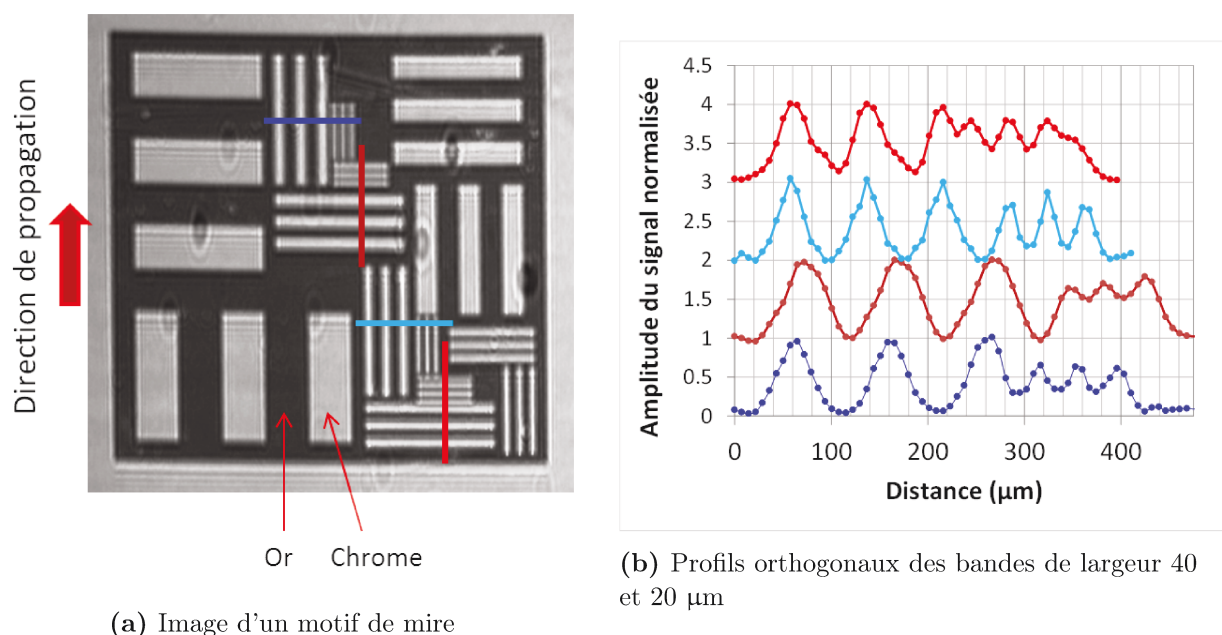 Direction de propagation
Or
Chrome
(a) Image d'un motif de mire
Amplitude du signal normalisée
4.5
4
3.5
3
2.5
2
1.5
1
0.5
0
0 100 200 300 400
Distance (µm)
(b) Profils orthogonaux des bandes de largeur 40
et 20 µm